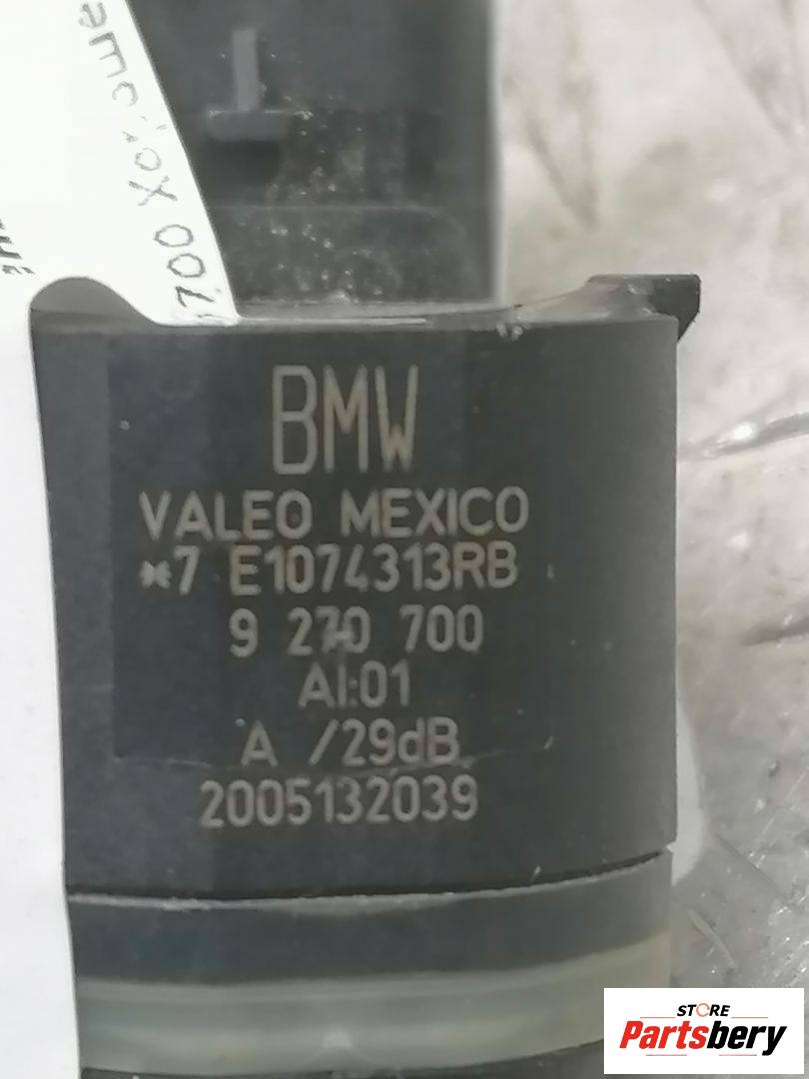 BMW
VALEO MEXICO
*7 E1074313RB
9 270 700
AI:01
A /29dB
2005132039
STORE
Partsbery